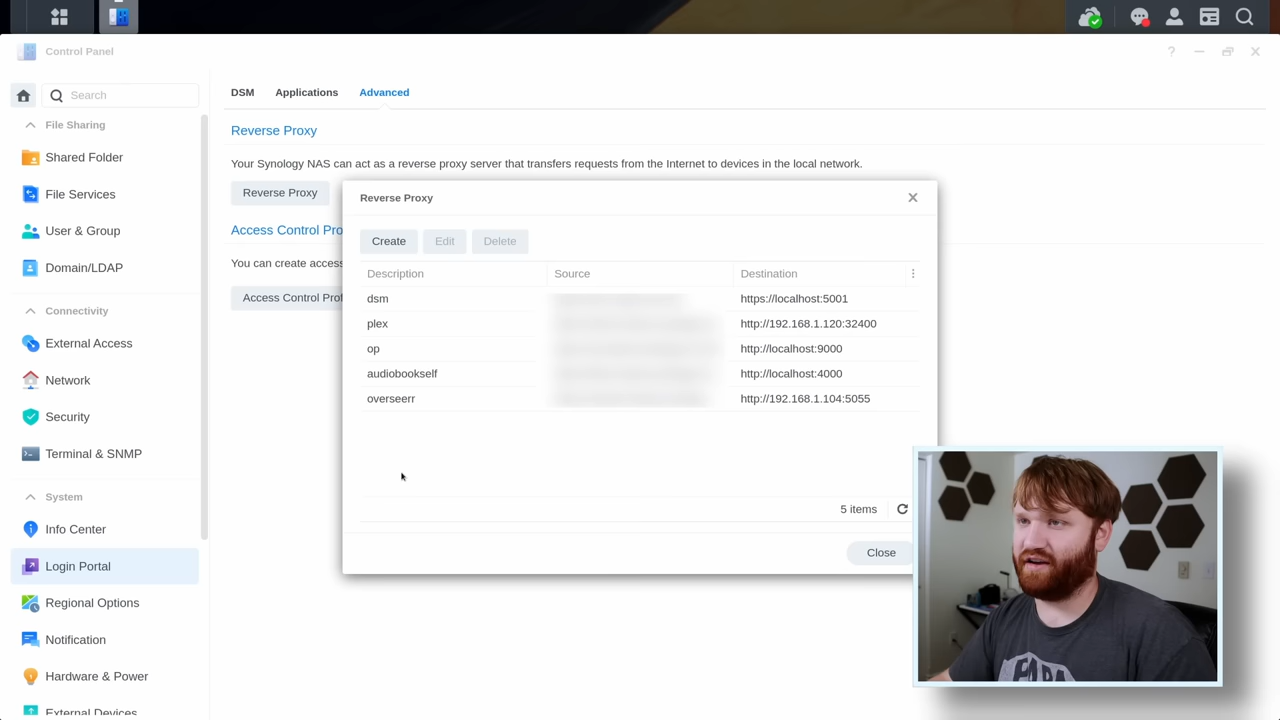 Control Panel
?
Search
File Sharing
Shared Folder
File Services
User & Group
Domain/LDAP
Connectivity
External Access
Network
Security
Terminal & SNMP
System
Info Center
Login Portal
Regional Options
Notification
Hardware & Power
External Devices
DSM Applications Advanced
Reverse Proxy
Your Synology NAS can act as a reverse proxy server that transfers requests from the Internet to devices in the local network.
Reverse Proxy
Access Control Pro
You can create access
Access Control Prof
Reverse Proxy
Create Edit Delete
Description Source Destination
dsm https://localhost:5001
plex http://192.168.1.120:32400
op http://localhost:9000
audiobookself http://localhost:4000
overseerr http://192.168.1.104:5055
5 items
Close